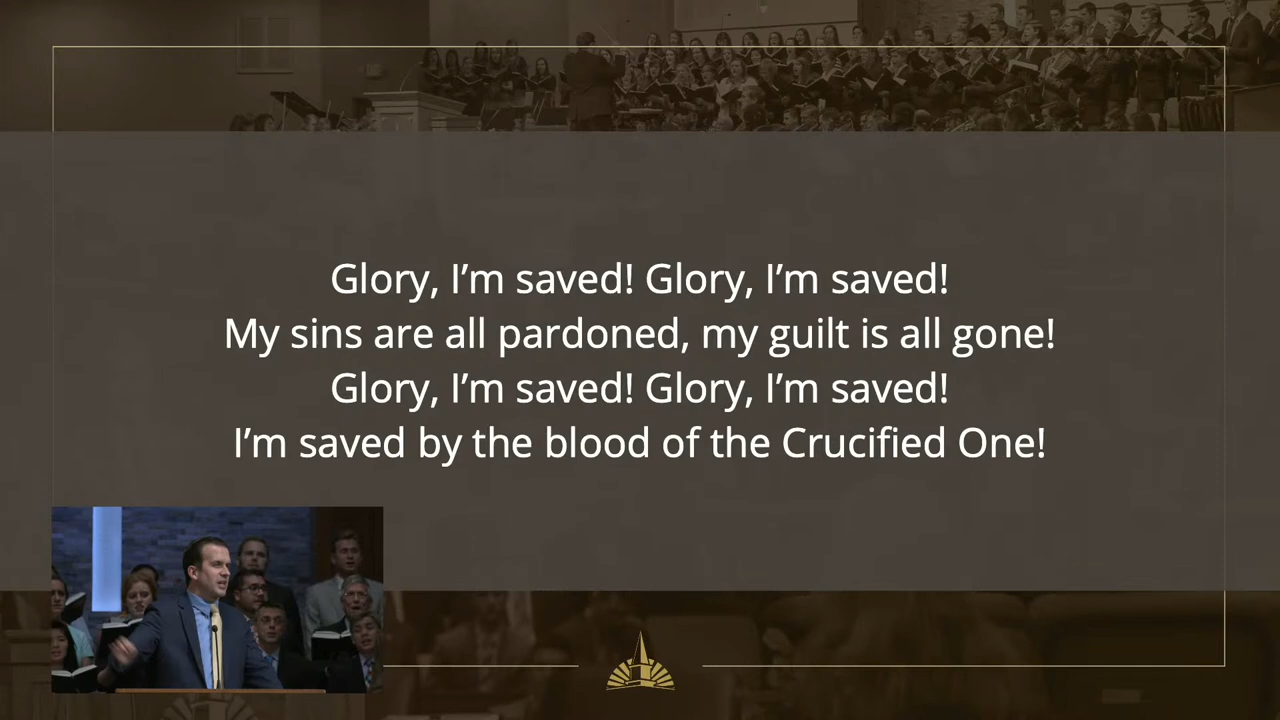 Glory, I’m saved! Glory, I’m saved!
My sins are all pardoned, my guilt is all gone!
Glory, I’m saved! Glory, I’m saved!
I’m saved by the blood of the Crucified One!